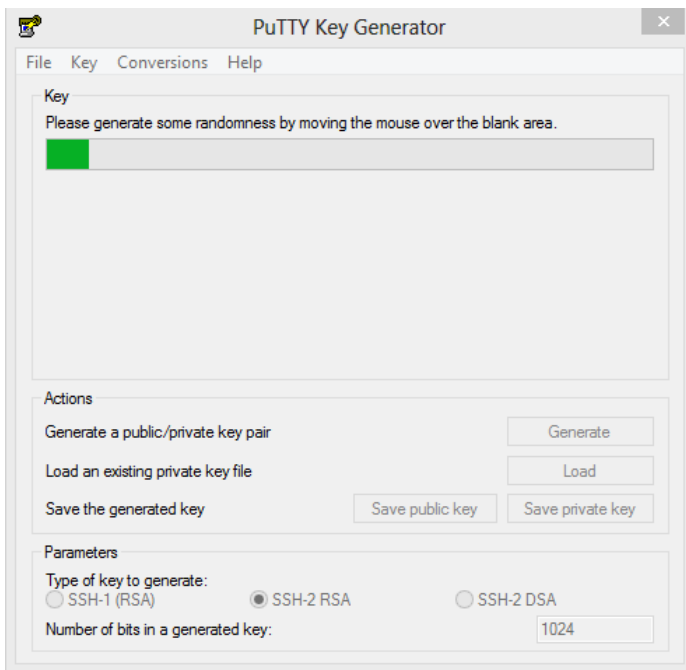 PuTTY Key Generator
File Key Conversions Help
Key
Please generate some randomness by moving the mouse over the blank area.
Actions
Generate a public/private key pair Generate
Load an existing private key file Load
Save the generated key Save public key Save private key
Parameters
Type of key to generate:
SSH-1 (RSA) SSH-2 RSA SSH-2 DSA
Number of bits in a generated key: 1024